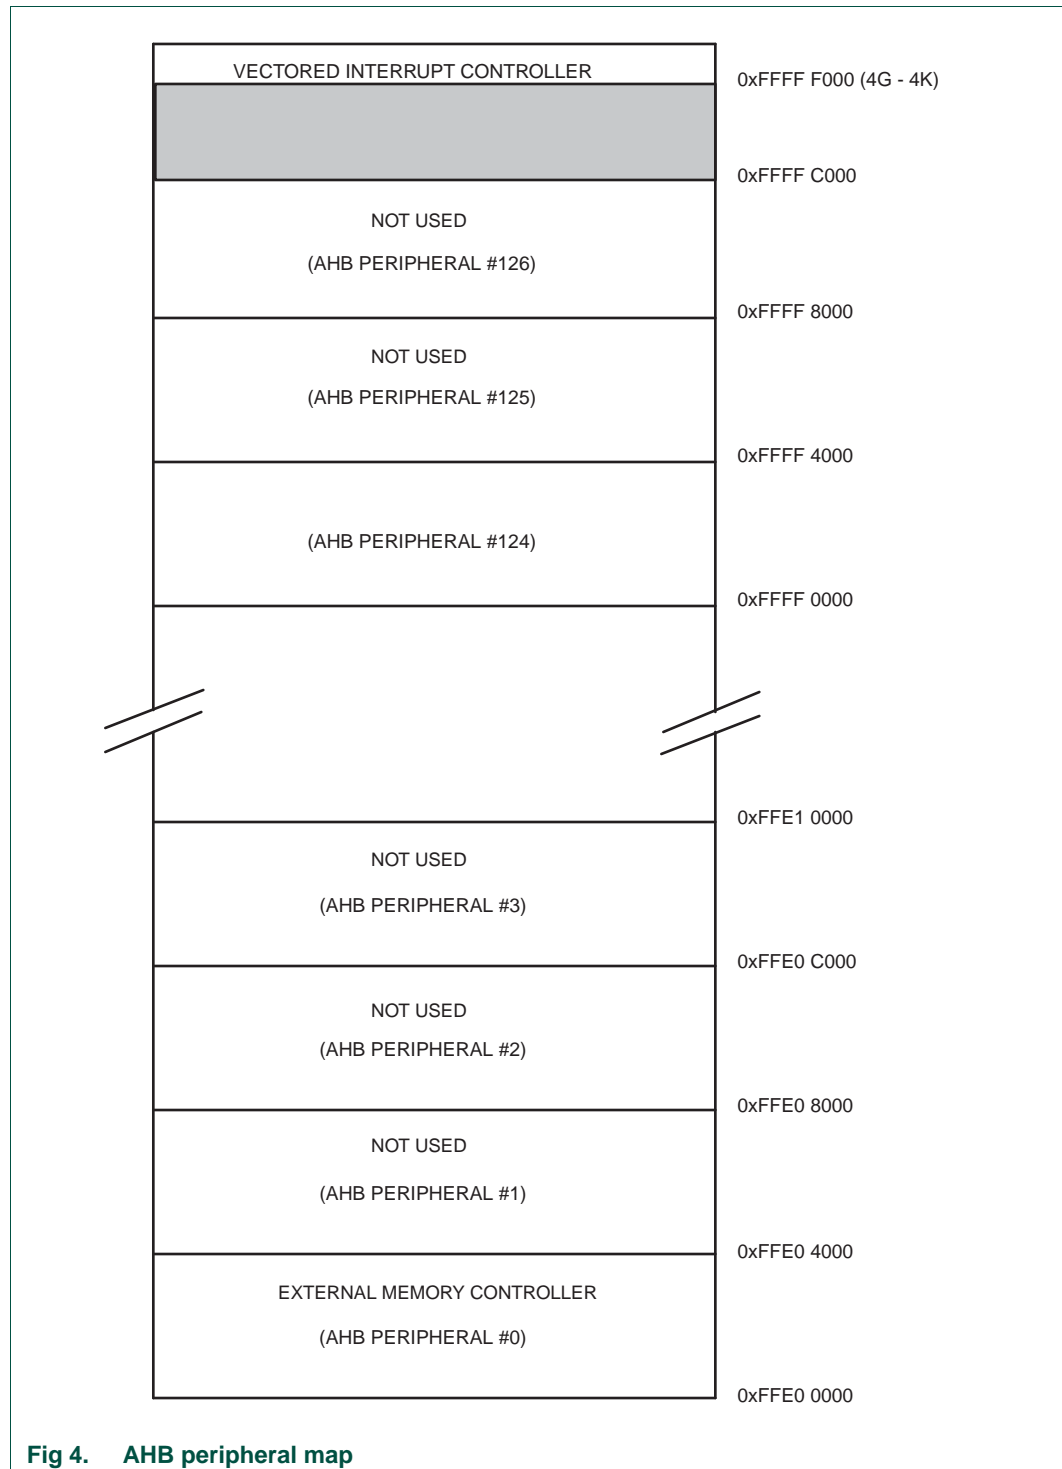 VECTORED INTERRUPT CONTROLLER
0xFFFF F000 (4G - 4K)
0xFFFF C000
NOT USED
(AHB PERIPHERAL #126)
0xFFFF 8000
NOT USED
(AHB PERIPHERAL #125)
0xFFFF 4000
(AHB PERIPHERAL #124)
0xFFFF 0000
0xFFE1 0000
NOT USED
(AHB PERIPHERAL #3)
0xFFE0 C000
NOT USED
(AHB PERIPHERAL #2)
0xFFE0 8000
NOT USED
(AHB PERIPHERAL #1)
0xFFE0 4000
EXTERNAL MEMORY CONTROLLER
(AHB PERIPHERAL #0)
0xFFE0 0000
Fig 4. AHB peripheral map